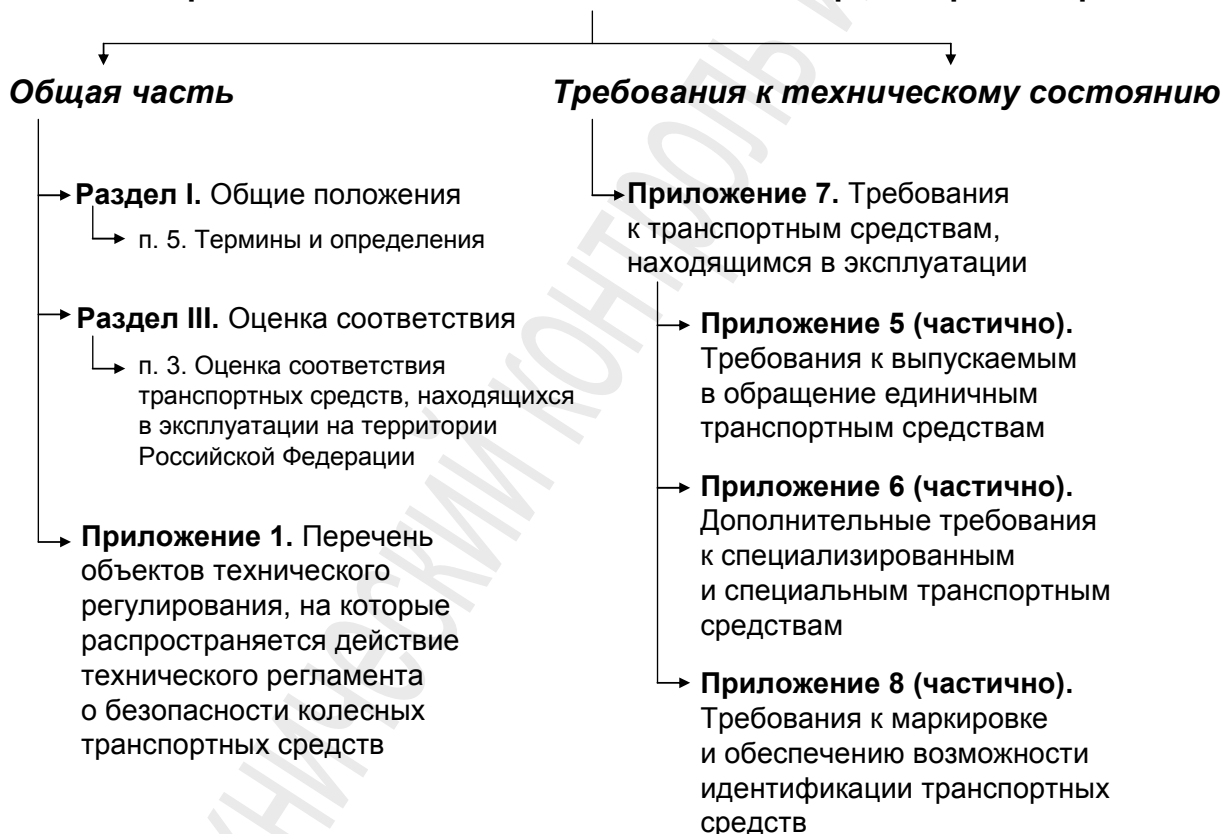 Общая часть
Раздел I. Общие положения
п. 5. Термины и определения
Раздел III. Оценка соответствия
п. 3. Оценка соответствия
транспортных средств, находящихся
в эксплуатации на территории
Российской Федерации
Приложение 1. Перечень
объектов технического
регулирования, на которые
распространяется действие
технического регламента
о безопасности колесных
транспортных средств
Требования к техническому состоянию
Приложение 7. Требования
к транспортным средствам,
находящимся в эксплуатации
Приложение 5 (частично).
Требования к выпускаемым
в обращение единичным
транспортным средствам
Приложение 6 (частично).
Дополнительные требования
к специализированным
и специальным транспортным
средствам
Приложение 8 (частично).
Требования к маркировке
и обеспечению возможности
идентификации транспортных
средств